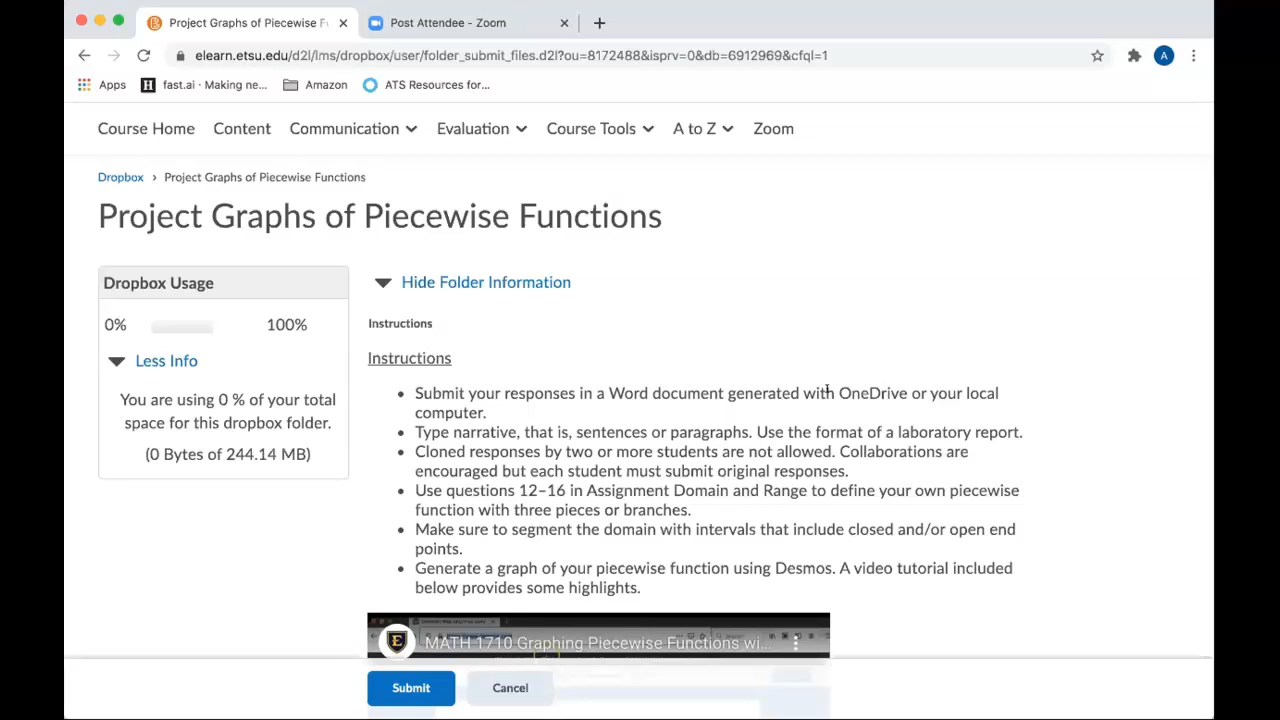 Project Graphs of Piecewise Fu
Post Attendee - Zoom
elearn.etsu.edu/d2l/lms/dropbox/user/folder_submit_files.d2l?ou=8172488&isprv=0&db=6912969&cfql=1
A
Apps
H
fast.ai · Making ne...
Amazon
ATS Resources for...
Course Home
Content
Communication
Evaluation
Course Tools
A to Z
Zoom
Dropbox › Project Graphs of Piecewise Functions
Project Graphs of Piecewise Functions
Dropbox Usage
0% 100%
Less Info
You are using 0 % of your total
space for this dropbox folder.
(0 Bytes of 244.14 MB)
Hide Folder Information
Instructions
Instructions
• Submit your responses in a Word document generated with OneDrive or your local
computer.
• Type narrative, that is, sentences or paragraphs. Use the format of a laboratory report.
• Cloned responses by two or more students are not allowed. Collaborations are
encouraged but each student must submit original responses.
• Use questions 12–16 in Assignment Domain and Range to define your own piecewise
function with three pieces or branches.
• Make sure to segment the domain with intervals that include closed and/or open end
points.
• Generate a graph of your piecewise function using Desmos. A video tutorial included
below provides some highlights.
E
MATH 1710 Graphing Piecewise Functions wi...
Submit
Cancel